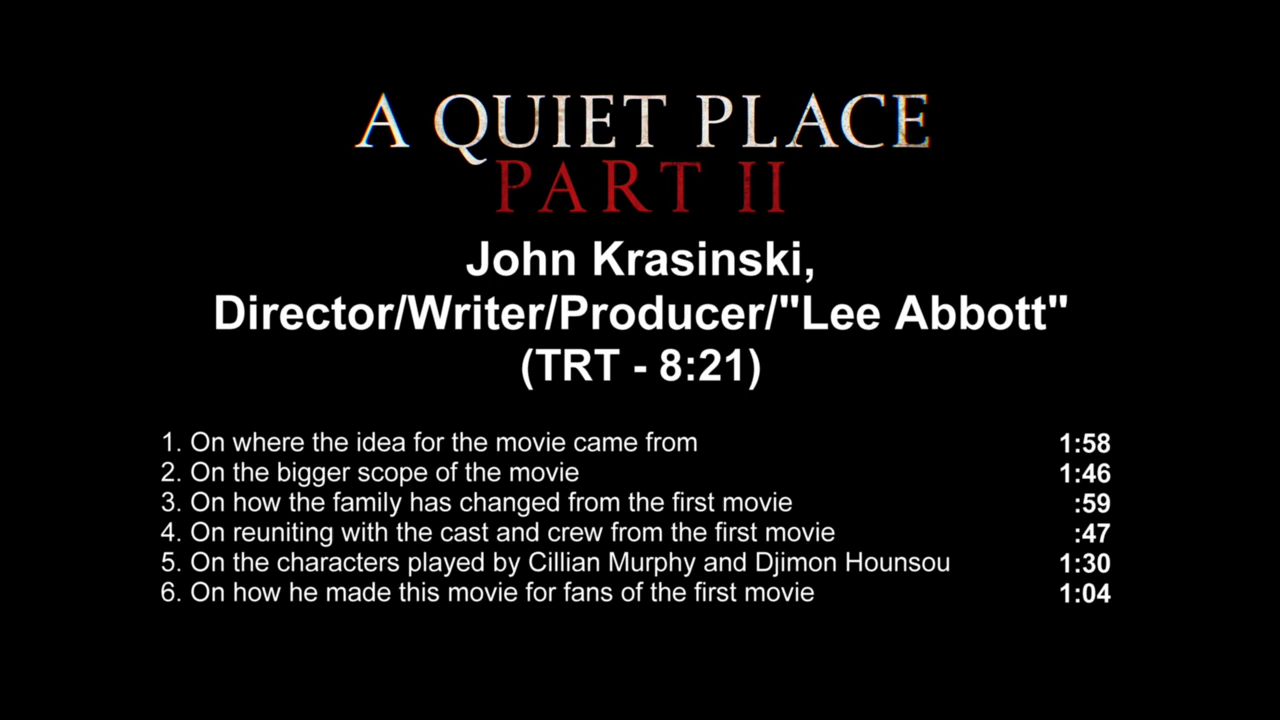 A QUIET PLACE
PART II
John Krasinski,
Director/Writer/Producer/"Lee Abbott"
(TRT - 8:21)
1. On where the idea for the movie came from 1:58
2. On the bigger scope of the movie 1:46
3. On how the family has changed from the first movie :59
4. On reuniting with the cast and crew from the first movie :47
5. On the characters played by Cillian Murphy and Djimon Hounsou 1:30
6. On how he made this movie for fans of the first movie 1:04